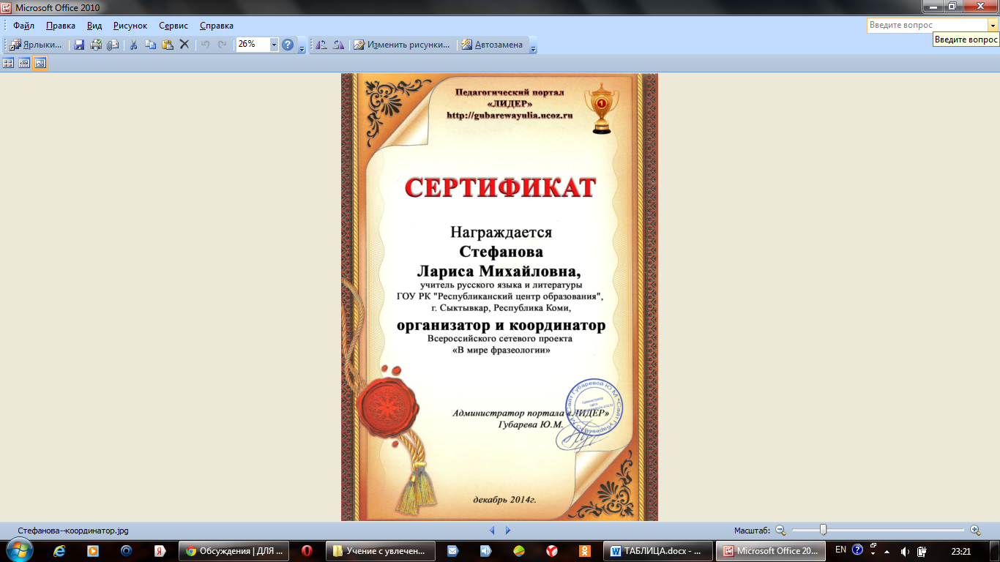 Microsoft Office 2010
Файл Правка Вид Рисунок Сервис Справка
Введите вопрос
Ярлыки... 26% Изменить рисунки... Автозамена
Введите вопрос
Педагогический портал
«ЛИДЕР»
http://gubarewayulia.ucoz.ru
1
СЕРТИФИКАТ
Награждается
Стефанова
Лариса Михайловна,
учитель русского языка и литературы
ГОУ РК "Республиканский центр образования",
г. Сыктывкар, Республика Коми,
организатор и координатор
Всероссийского сетевого проекта
«В мире фразеологии»
Администратор портала «ЛИДЕР»
Губарева Ю.М.
декабрь 2014г.
Стефанова--координатор.jpg
Масштаб:
Обсуждения | ДЛЯ ...
Учение с увлечен...
ТАБЛИЦА.docx - ...
Microsoft Office 20...
EN
23:21